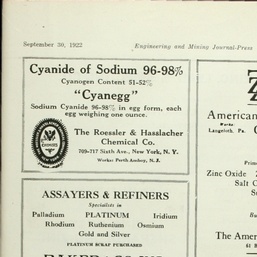 September 30, 1922
Engineering and Mining Journal-Press
Cyanide of Sodium 96-98%
Cyanogen Content 51-52%
"Cyanegg"
Sodium Cyanide 96-98% in egg form, each
egg weighing one ounce.
The Roessler & Hasslacher
Chemical Co.
709-717 Sixth Ave., New York, N. Y.
Works: Perth Amboy, N. J.
ASSAYERS & REFINERS
Specialists in
Palladium PLATINUM Iridium
Rhodium Ruthenium Osmium
Gold and Silver
PLATINUM SCRAP PURCHASED
BAKER & CO., INC.
American
Works:
Langeloth, Pa.
Zinc Oxide
Salt C
The Amer